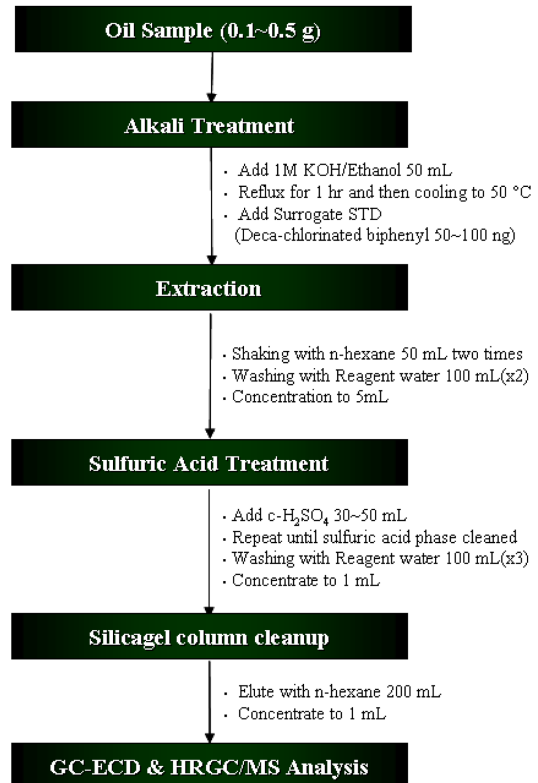 Oil Sample (0.1~0.5 g)
Alkali Treatment
· Add 1M KOH/Ethanol 50 mL
· Reflux for 1 hr and then cooling to 50 °C
· Add Surrogate STD
(Deca-chlorinated biphenyl 50~100 ng)
Extraction
· Shaking with n-hexane 50 mL two times
· Washing with Reagent water 100 mL(x2)
· Concentration to 5mL
Sulfuric Acid Treatment
· Add c-H₂SO₄ 30~50 mL
· Repeat until sulfuric acid phase cleaned
· Washing with Reagent water 100 mL(x3)
· Concentrate to 1 mL
Silicagel column cleanup
· Elute with n-hexane 200 mL
· Concentrate to 1 mL
GC-ECD & HRGC/MS Analysis